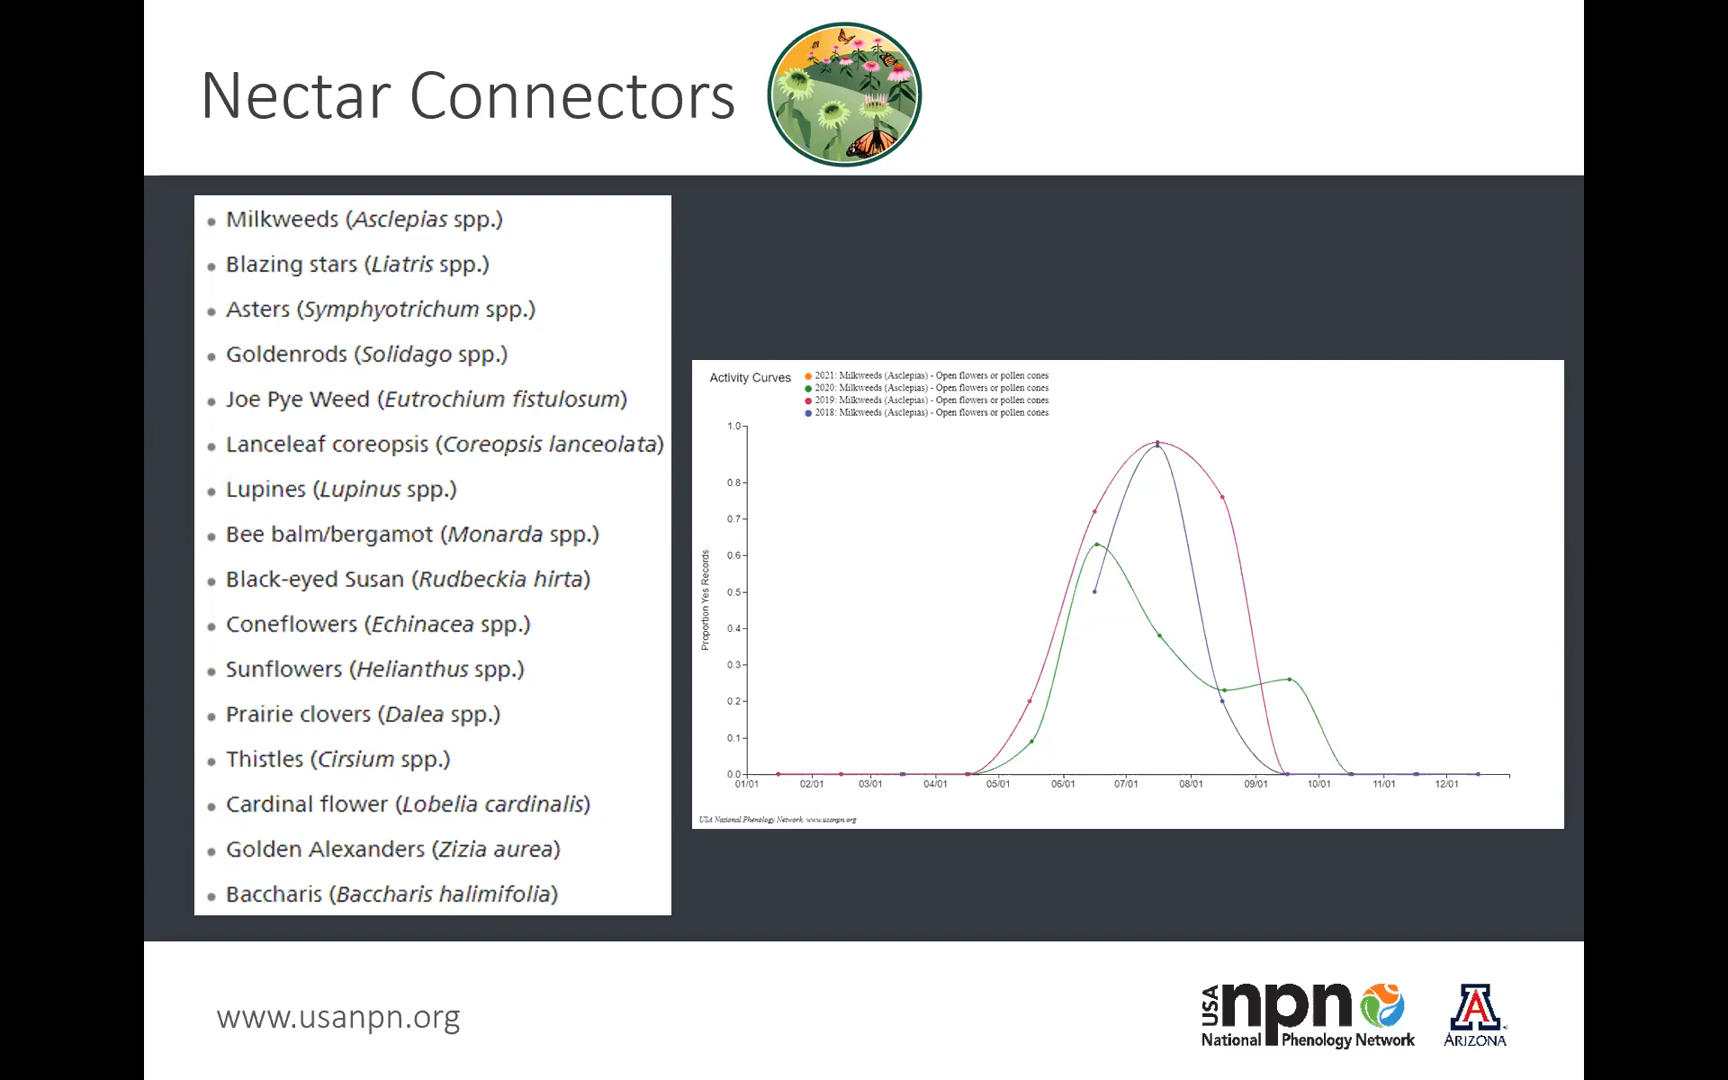 Nectar Connectors
Milkweeds (Asclepias spp.)
Blazing stars (Liatris spp.)
Asters (Symphyotrichum spp.)
Goldenrods (Solidago spp.)
Joe Pye Weed (Eutrochium fistulosum)
Lanceleaf coreopsis (Coreopsis lanceolata)
Lupines (Lupinus spp.)
Bee balm/bergamot (Monarda spp.)
Black-eyed Susan (Rudbeckia hirta)
Coneflowers (Echinacea spp.)
Sunflowers (Helianthus spp.)
Prairie clovers (Dalea spp.)
Thistles (Cirsium spp.)
Cardinal flower (Lobelia cardinalis)
Golden Alexanders (Zizia aurea)
Baccharis (Baccharis halimifolia)
Activity Curves
2021: Milkweeds (Asclepias) - Open flowers or pollen cones
2020: Milkweeds (Asclepias) - Open flowers or pollen cones
2019: Milkweeds (Asclepias) - Open flowers or pollen cones
2018: Milkweeds (Asclepias) - Open flowers or pollen cones
Proportion Yes Records
1.0
0.8
0.7
0.6
0.5
0.4
0.3
0.2
0.1
0.0
01/01 02/01 03/01 04/01 05/01 06/01 07/01 08/01 09/01 10/01 11/01 12/01
USA National Phenology Network, www.usanpn.org
www.usanpn.org
USA npn
National Phenology Network
A
ARIZONA